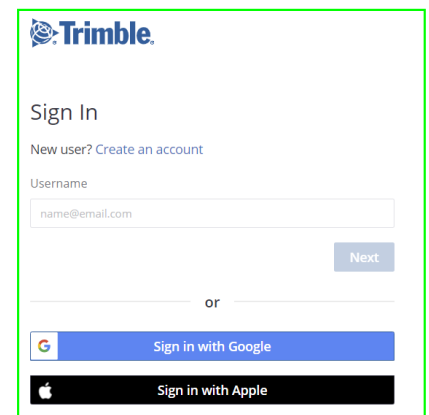 Trimble.
Sign In
New user? Create an account
Username
name@email.com
Next
or
G Sign in with Google
Sign in with Apple